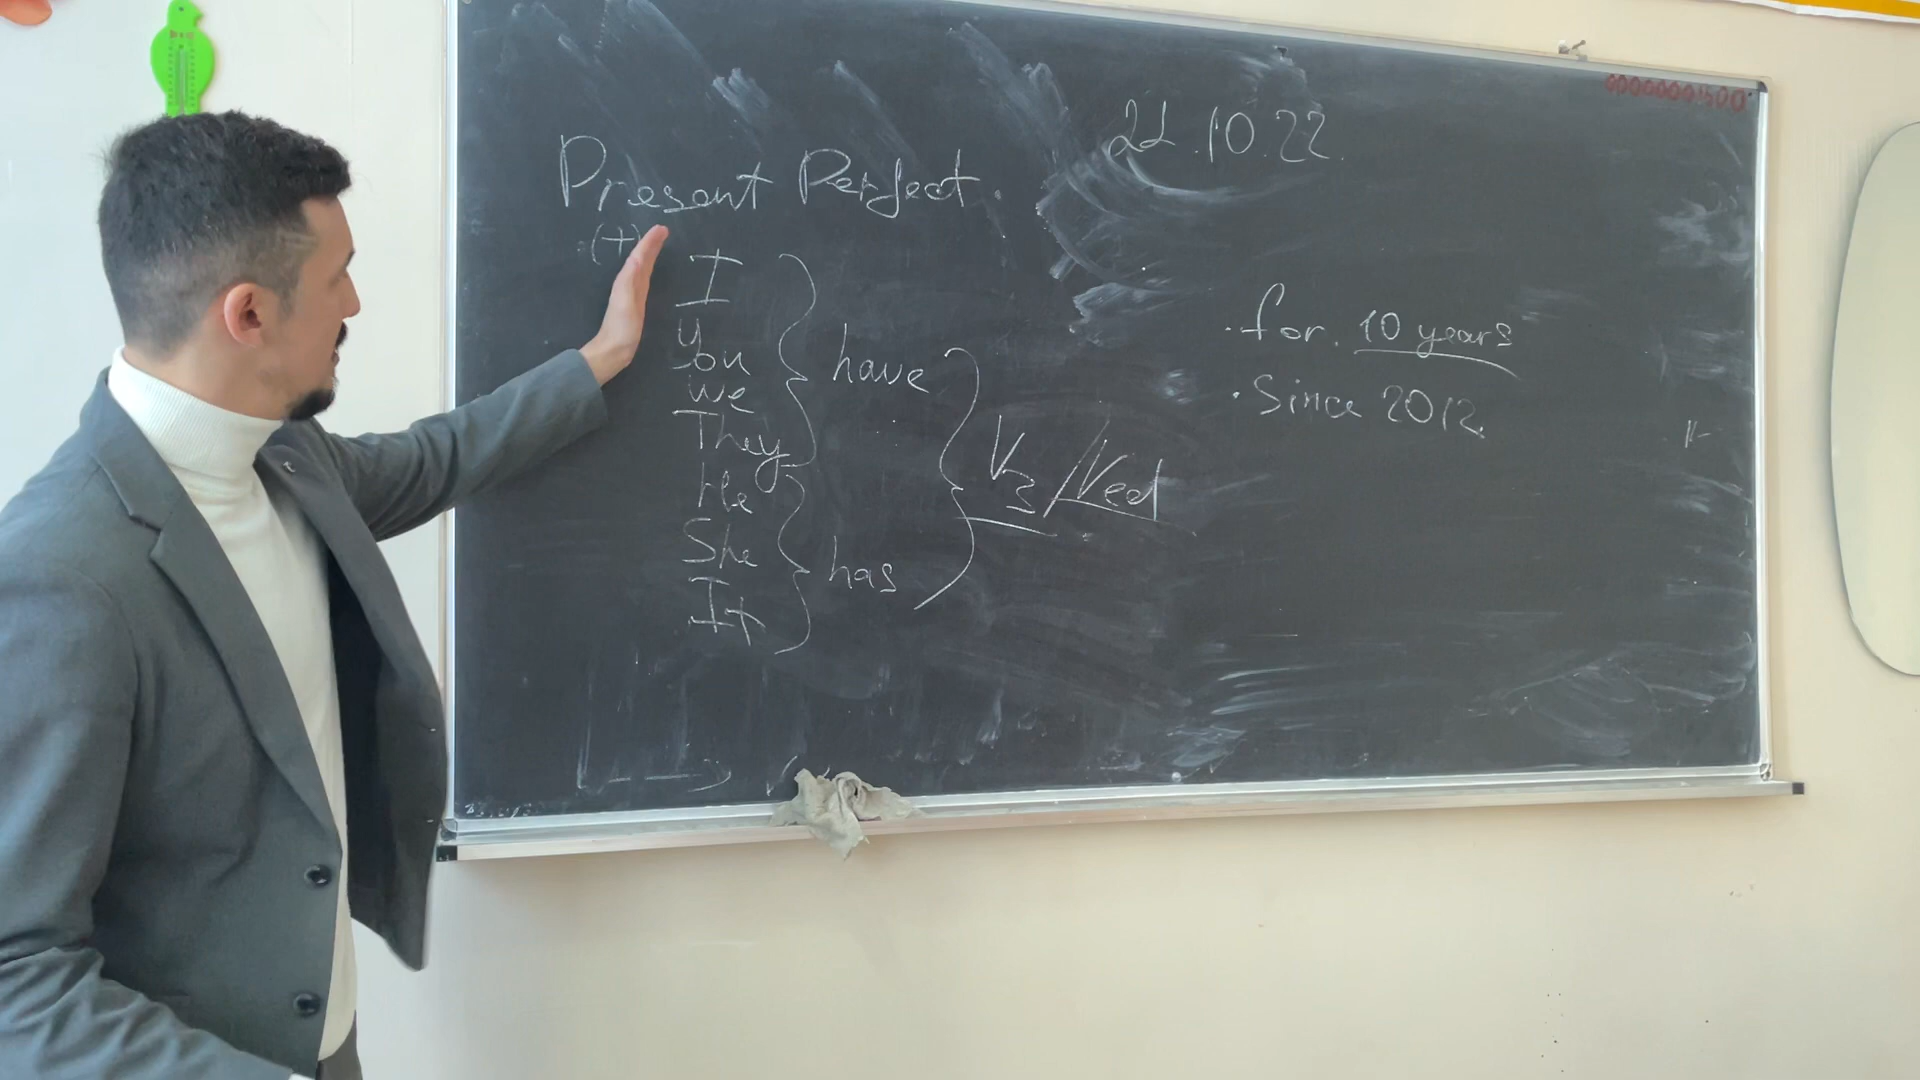 22.10.22.
Present Perfect.
(+)
I
you
we
They
have
He
She
It
has
V3/Ved
· for. 10 years
· Since 2012